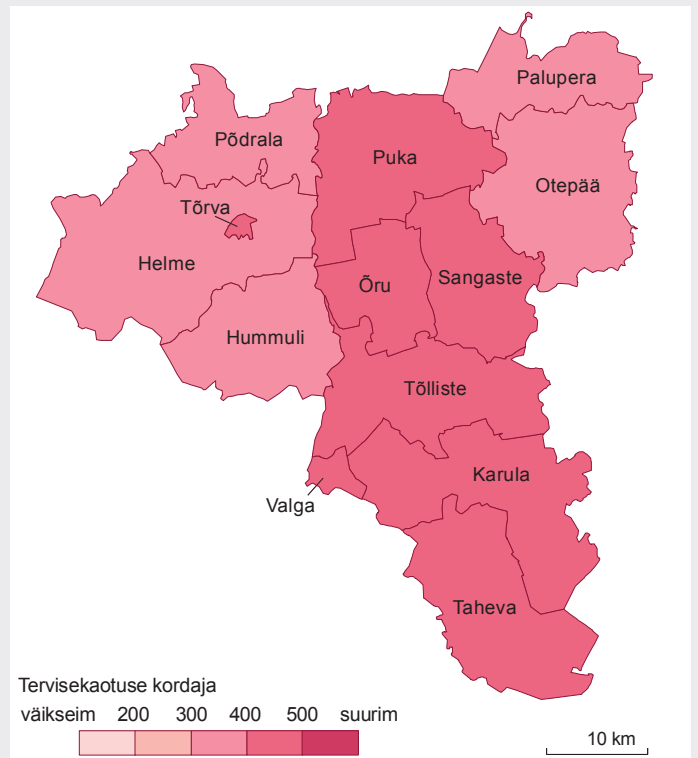 Palupera
Põdrala
Puka
Otepää
Tõrva
Helme
Õru
Sangaste
Hummuli
Tõlliste
Karula
Valga
Taheva
Tervisekaotuse kordaja
väikseim 200 300 400 500 suurim
10 km